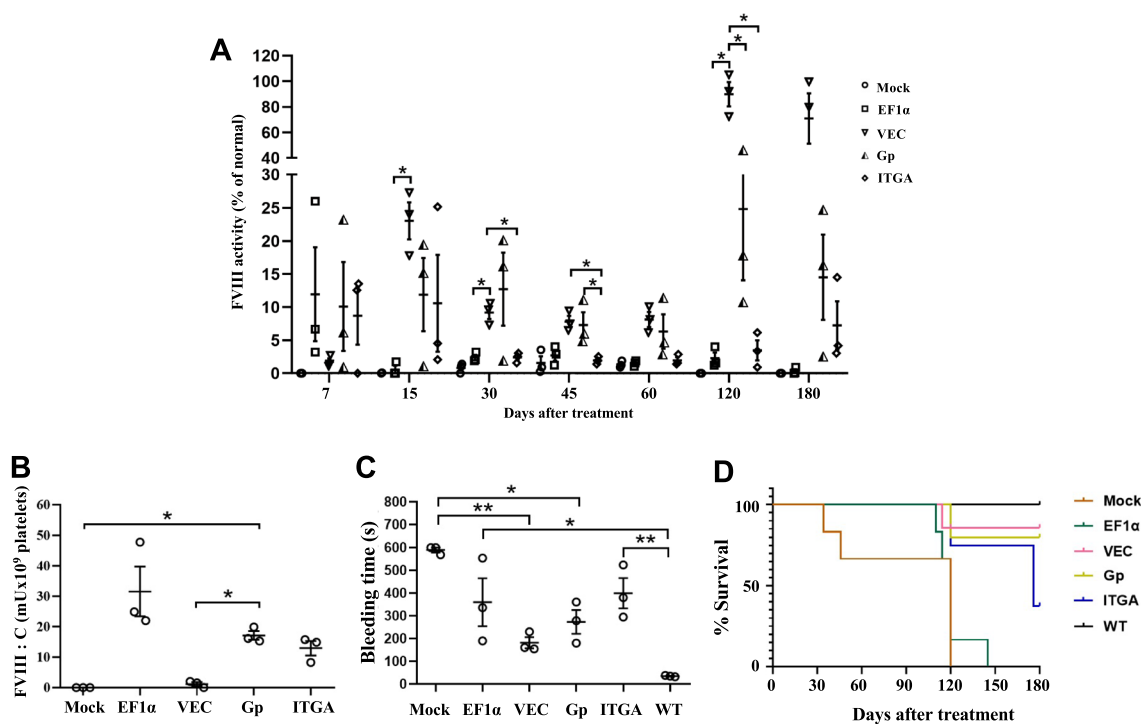 A
FVIII activity (% of normal)
120
100
80
60
40
30
25
20
15
10
5
0
7 15 30 45 60 120 180
Days after treatment
* * * * * * * * *
Mock
EF1α
VEC
Gp
ITGA
B
FVIII : C (mUx10⁹ platelets)
60
50
40
30
20
10
0
* *
Mock EF1α VEC Gp ITGA
C
Bleeding time (s)
800
700
600
500
400
300
200
100
0
* ** * **
Mock EF1α VEC Gp ITGA WT
D
% Survival
100
50
0
0 30 60 90 120 150 180
Days after treatment
Mock
EF1α
VEC
Gp
ITGA
WT